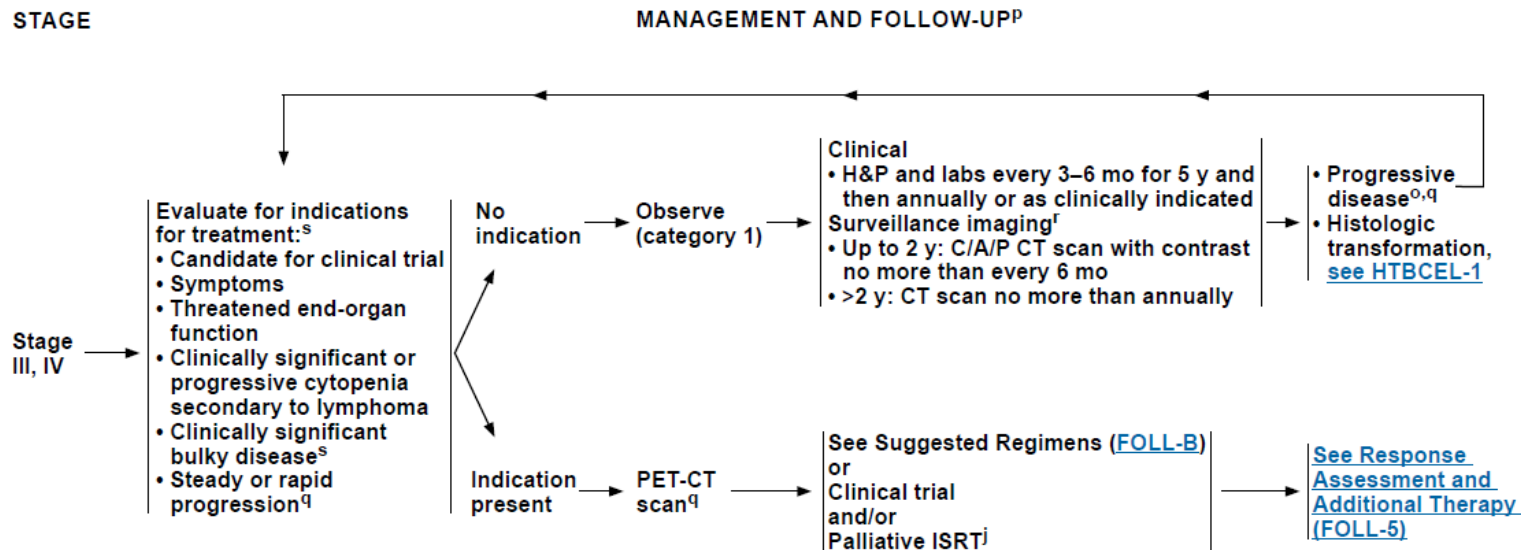 STAGE
MANAGEMENT AND FOLLOW-UPp
Stage
III, IV
Evaluate for indications
for treatment:s
• Candidate for clinical trial
• Symptoms
• Threatened end-organ
function
• Clinically significant or
progressive cytopenia
secondary to lymphoma
• Clinically significant
bulky diseases
• Steady or rapid
progressionq
No
indication
Observe
(category 1)
Clinical
• H&P and labs every 3–6 mo for 5 y and
then annually or as clinically indicated
Surveillance imagingr
• Up to 2 y: C/A/P CT scan with contrast
no more than every 6 mo
• >2 y: CT scan no more than annually
• Progressive
diseaseo,q
• Histologic
transformation,
see HTBCEL-1
Indication
present
PET-CT
scanq
See Suggested Regimens (FOLL-B)
or
Clinical trial
and/or
Palliative ISRTj
See Response
Assessment and
Additional Therapy
(FOLL-5)